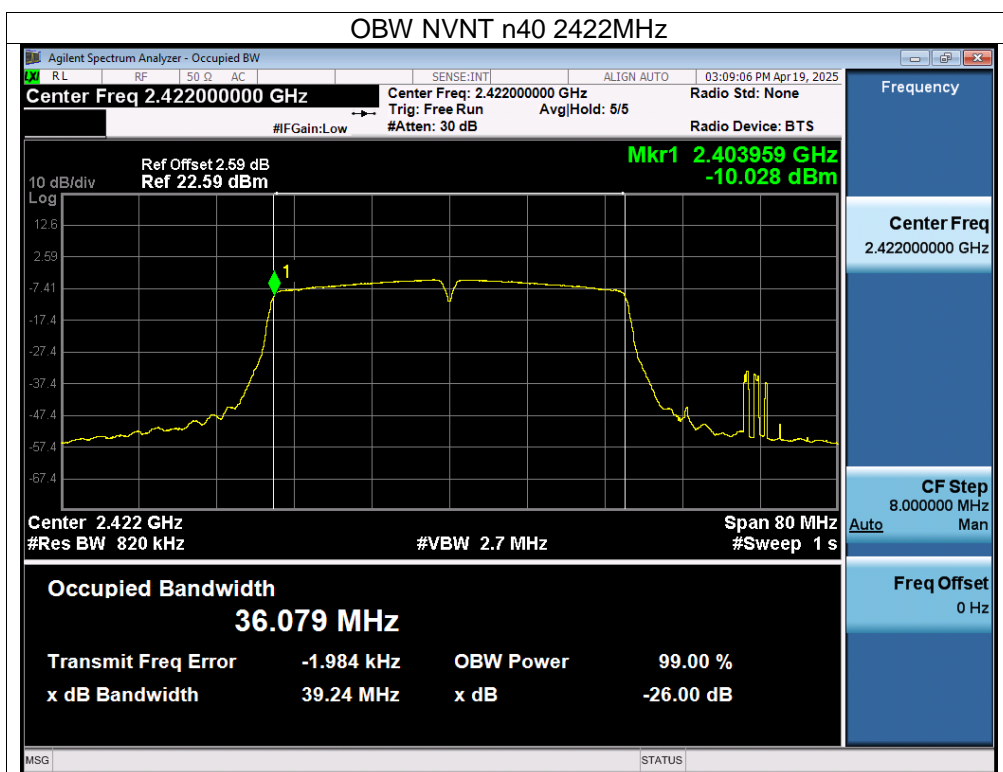 OBW NVNT n40 2422MHz
Agilent Spectrum Analyzer - Occupied BW
LXI RL RF 50 Ω AC SENSE:INT ALIGN AUTO 03:09:06 PM Apr 19, 2025
Center Freq 2.422000000 GHz
Center Freq: 2.422000000 GHz Radio Std: None
Trig: Free Run Avg|Hold: 5/5
#IFGain:Low #Atten: 30 dB Radio Device: BTS
Frequency
Mkr1 2.403959 GHz
-10.028 dBm
Ref Offset 2.59 dB
10 dB/div Ref 22.59 dBm
Log
12.6
2.59
-7.41
-17.4
-27.4
-37.4
-47.4
-57.4
-67.4
1
Center 2.422 GHz Span 80 MHz
#Res BW 820 kHz #VBW 2.7 MHz #Sweep 1 s
Center Freq
2.422000000 GHz
CF Step
8.000000 MHz
Auto Man
Freq Offset
0 Hz
Occupied Bandwidth
36.079 MHz
Transmit Freq Error -1.984 kHz OBW Power 99.00 %
x dB Bandwidth 39.24 MHz x dB -26.00 dB
MSG STATUS